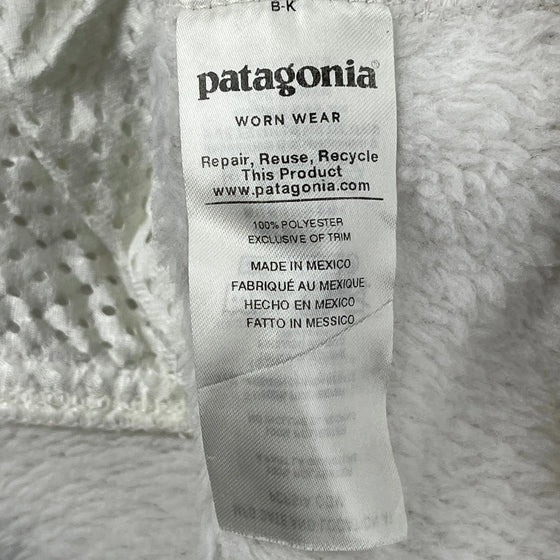 B-K
patagonia®
WORN WEAR
Repair, Reuse, Recycle
This Product
www.patagonia.com
100% POLYESTER
EXCLUSIVE OF TRIM
MADE IN MEXICO
FABRIQUÉ AU MEXIQUE
HECHO EN MEXICO
FATTO IN MESSICO